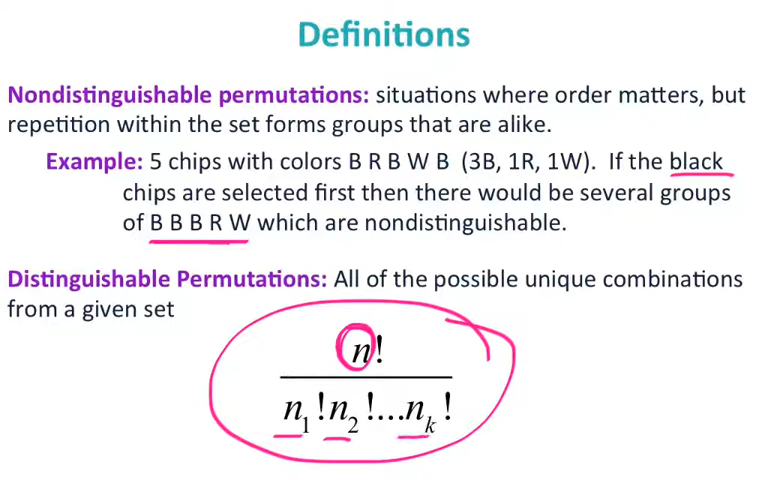 Definitions
Nondistinguishable permutations: situations where order matters, but
repetition within the set forms groups that are alike.
Example: 5 chips with colors B R B W B (3B, 1R, 1W). If the black
chips are selected first then there would be several groups
of B B B R W which are nondistinguishable.
Distinguishable Permutations: All of the possible unique combinations
from a given set
n!
n₁!n₂!...nₖ!